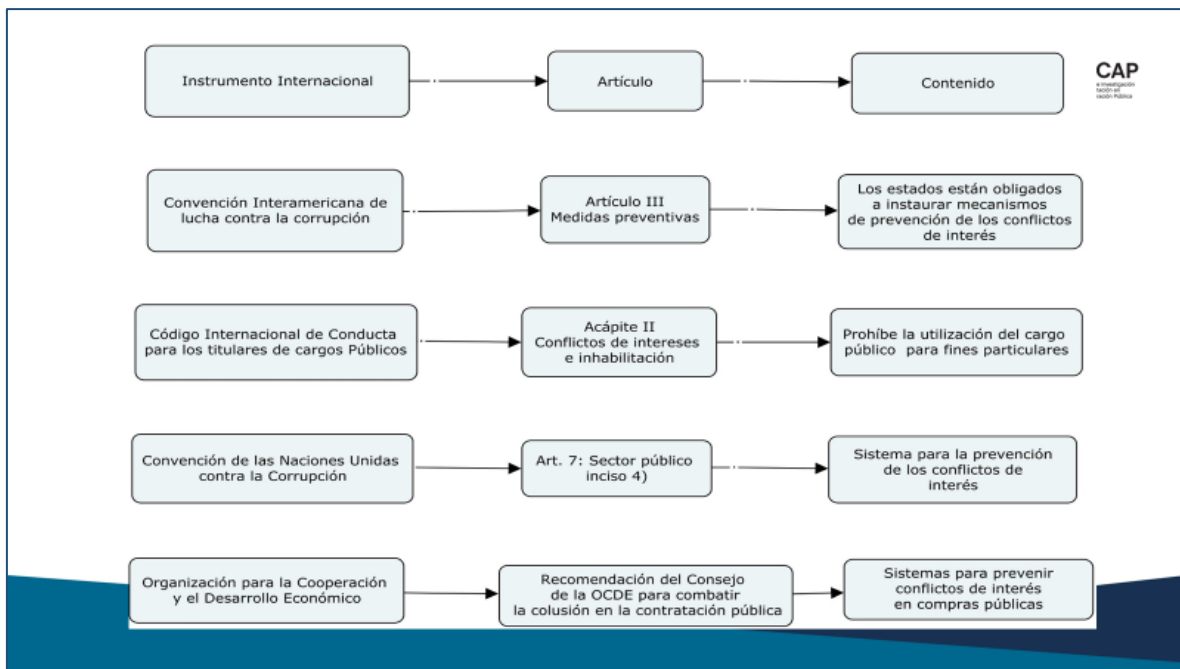 Instrumento Internacional
Artículo
Contenido
CAP
e Investigación
tación en
ración Pública
Convención Interamericana de
lucha contra la corrupción
Artículo III
Medidas preventivas
Los estados están obligados
a instaurar mecanismos
de prevención de los conflictos
de interés
Código Internacional de Conducta
para los titulares de cargos Públicos
Acápite II
Conflictos de intereses
e inhabilitación
Prohíbe la utilización del cargo
público para fines particulares
Convención de las Naciones Unidas
contra la Corrupción
Art. 7: Sector público
inciso 4)
Sistema para la prevención
de los conflictos de
interés
Organización para la Cooperación
y el Desarrollo Económico
Recomendación del Consejo
de la OCDE para combatir
la colusión en la contratación pública
Sistemas para prevenir
conflictos de interés
en compras públicas